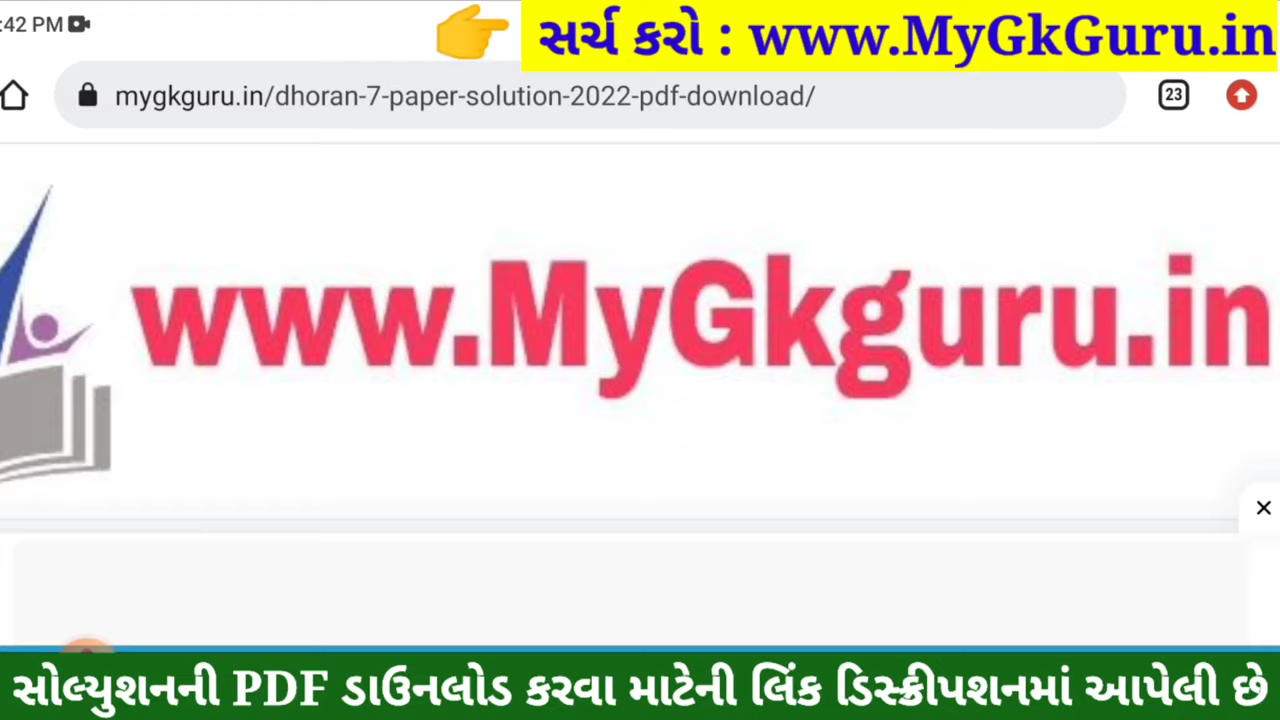 :42 PM
👉 સર્ચ કરો : www.MyGkGuru.in
mygkguru.in/dhoran-7-paper-solution-2022-pdf-download/
23
www.MyGkguru.in
સોલ્યુશનની PDF ડાઉનલોડ કરવા માટેની લિંક ડિસ્ક્રીપશનમાં આપેલી છે